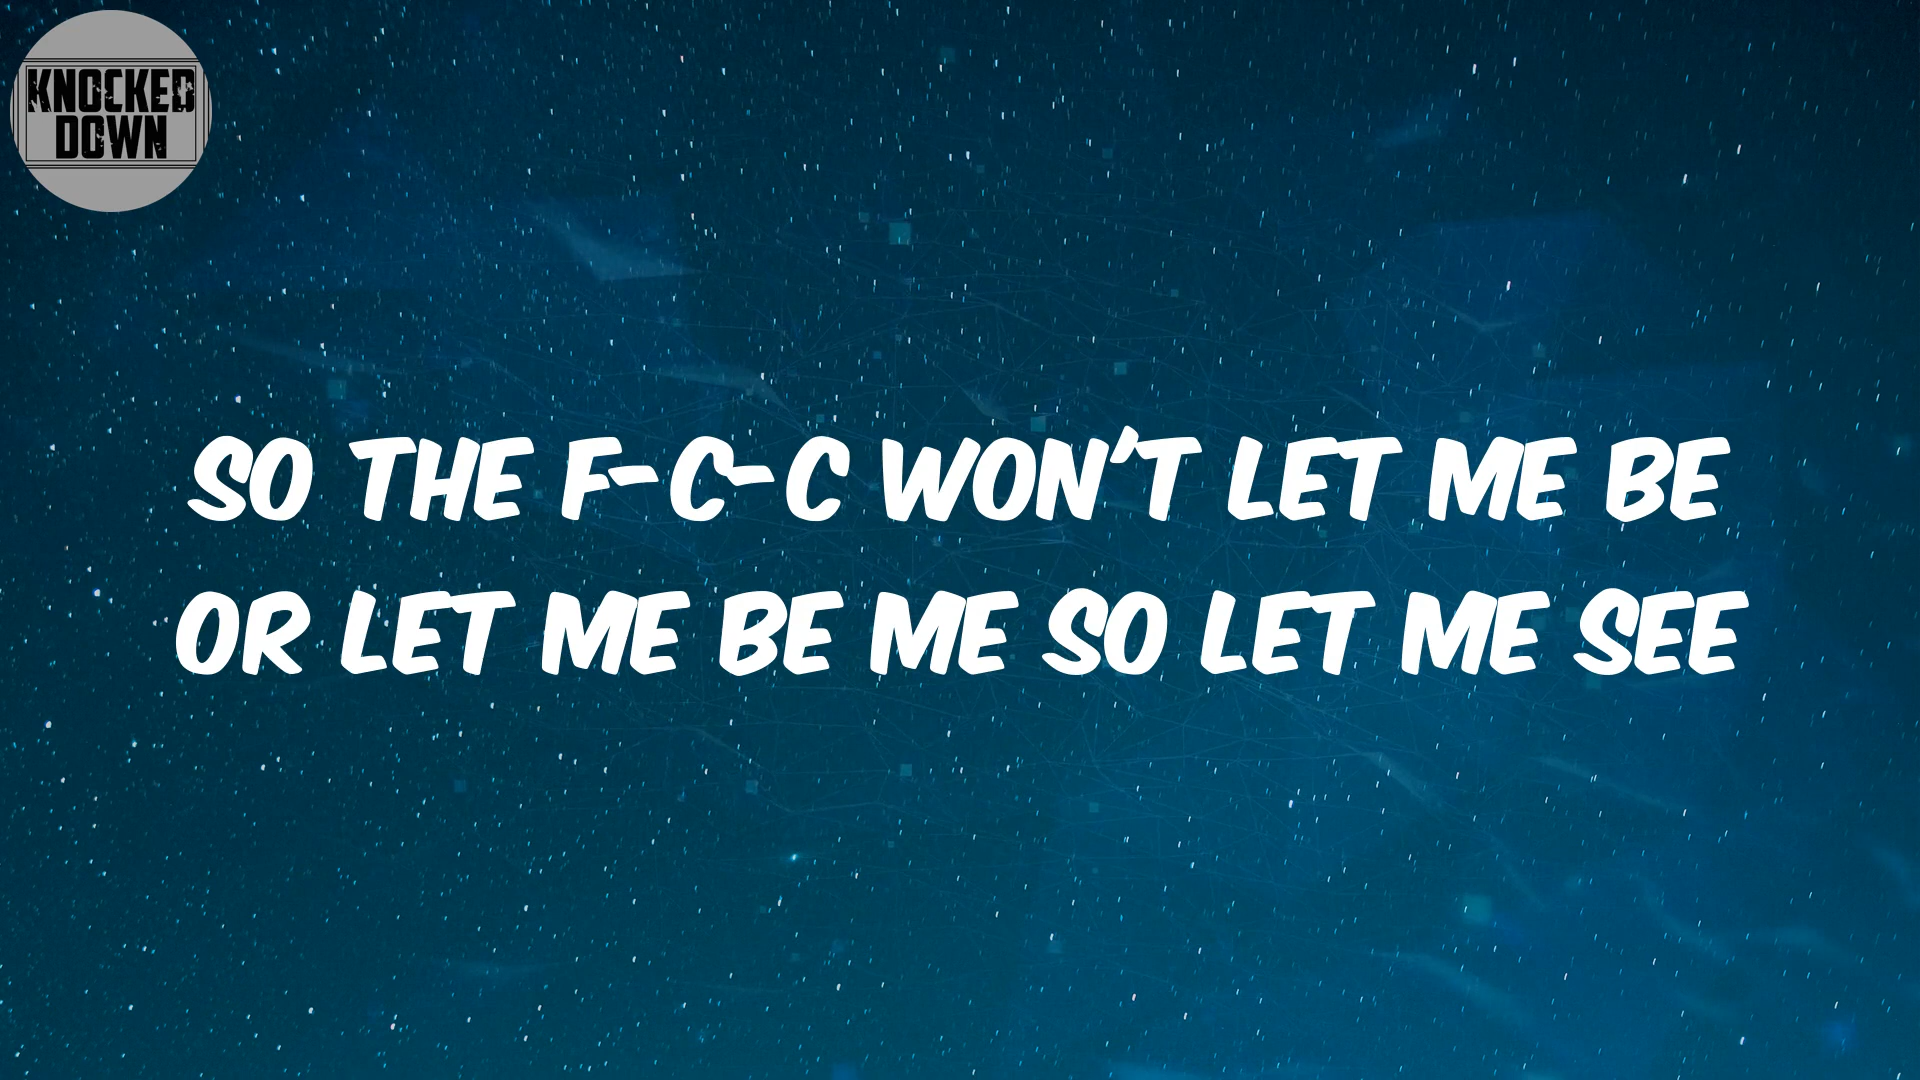 KNOCKED
DOWN
SO THE F-C-C WON'T LET ME BE
OR LET ME BE ME SO LET ME SEE